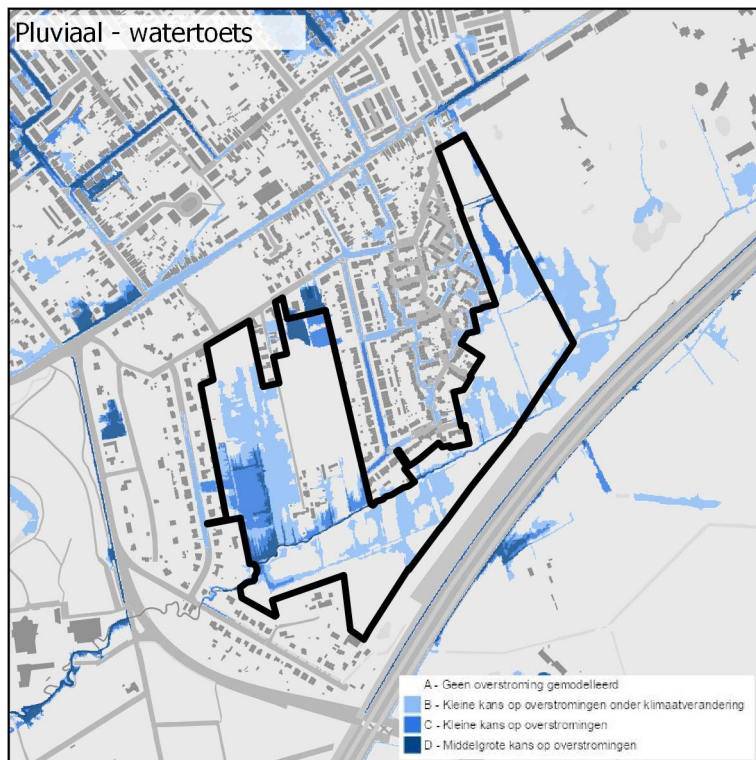 Pluviaal - watertoets
A - Geen overstroming gemodelleerd
B - Kleine kans op overstromingen onder klimaatverandering
C - Kleine kans op overstromingen
D - Middelgrote kans op overstromingen